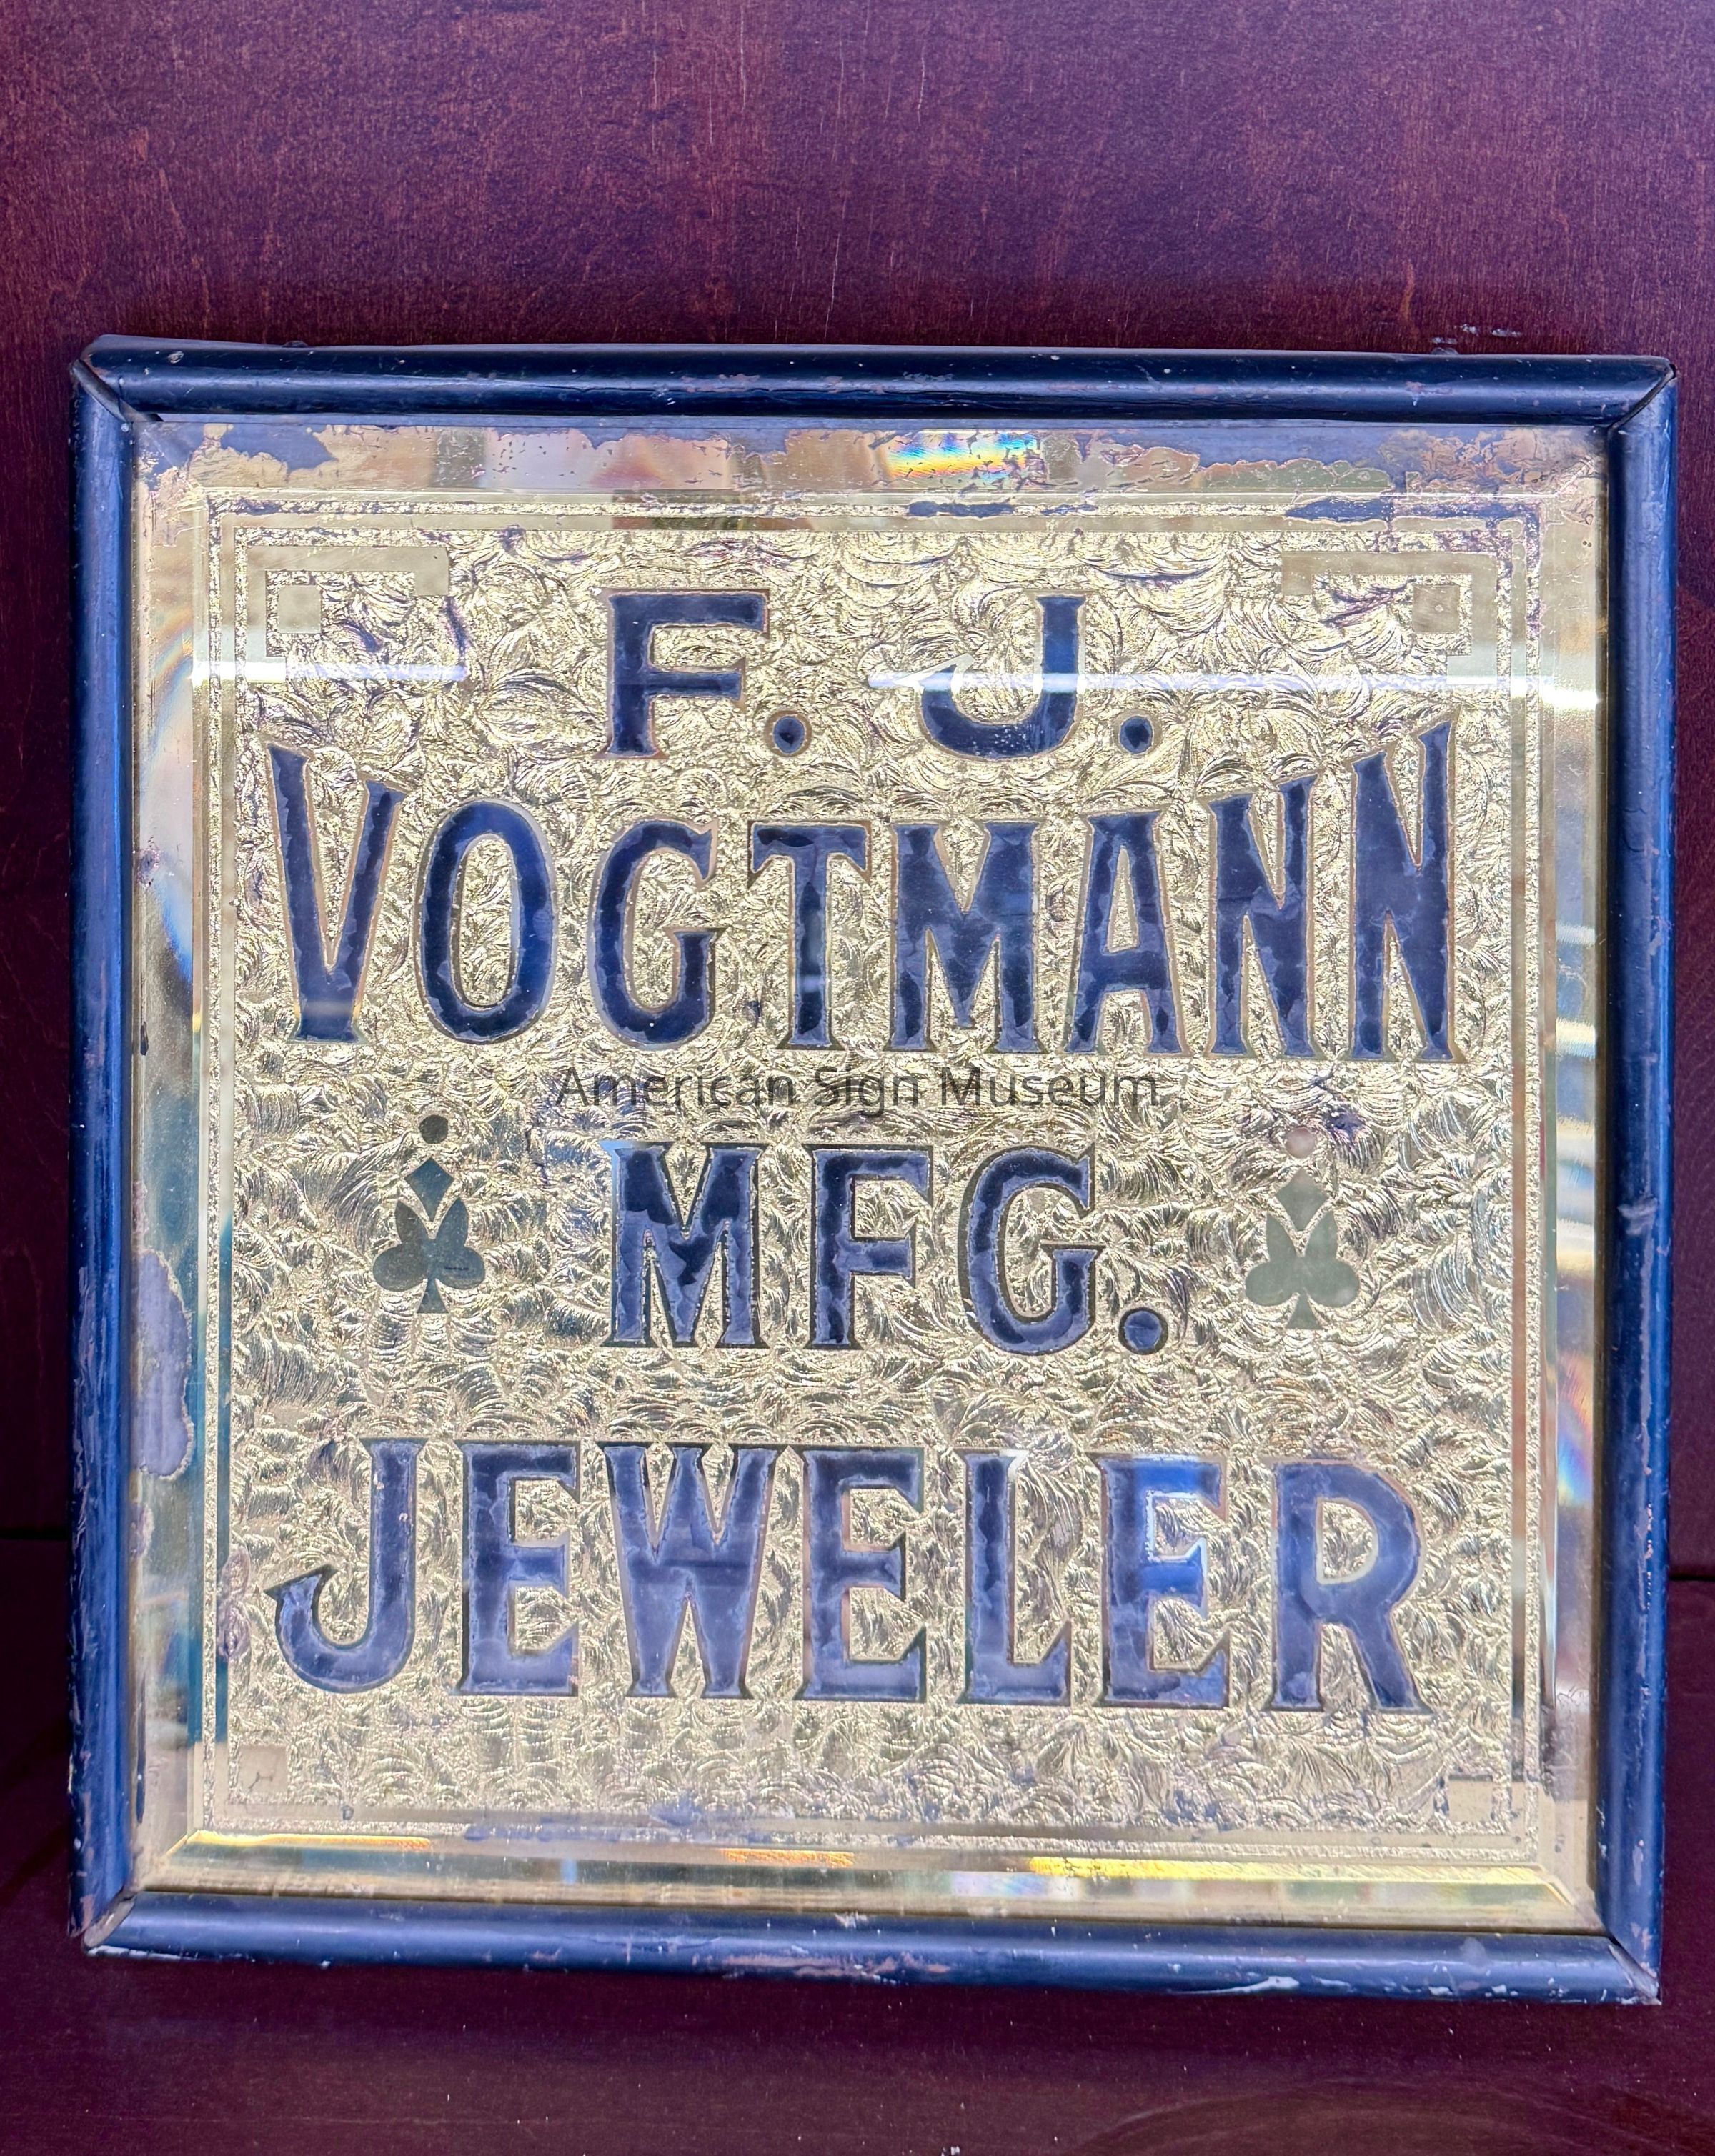 F. J.
VOGTMANN
American Sign Museum
MFG.
JEWELER